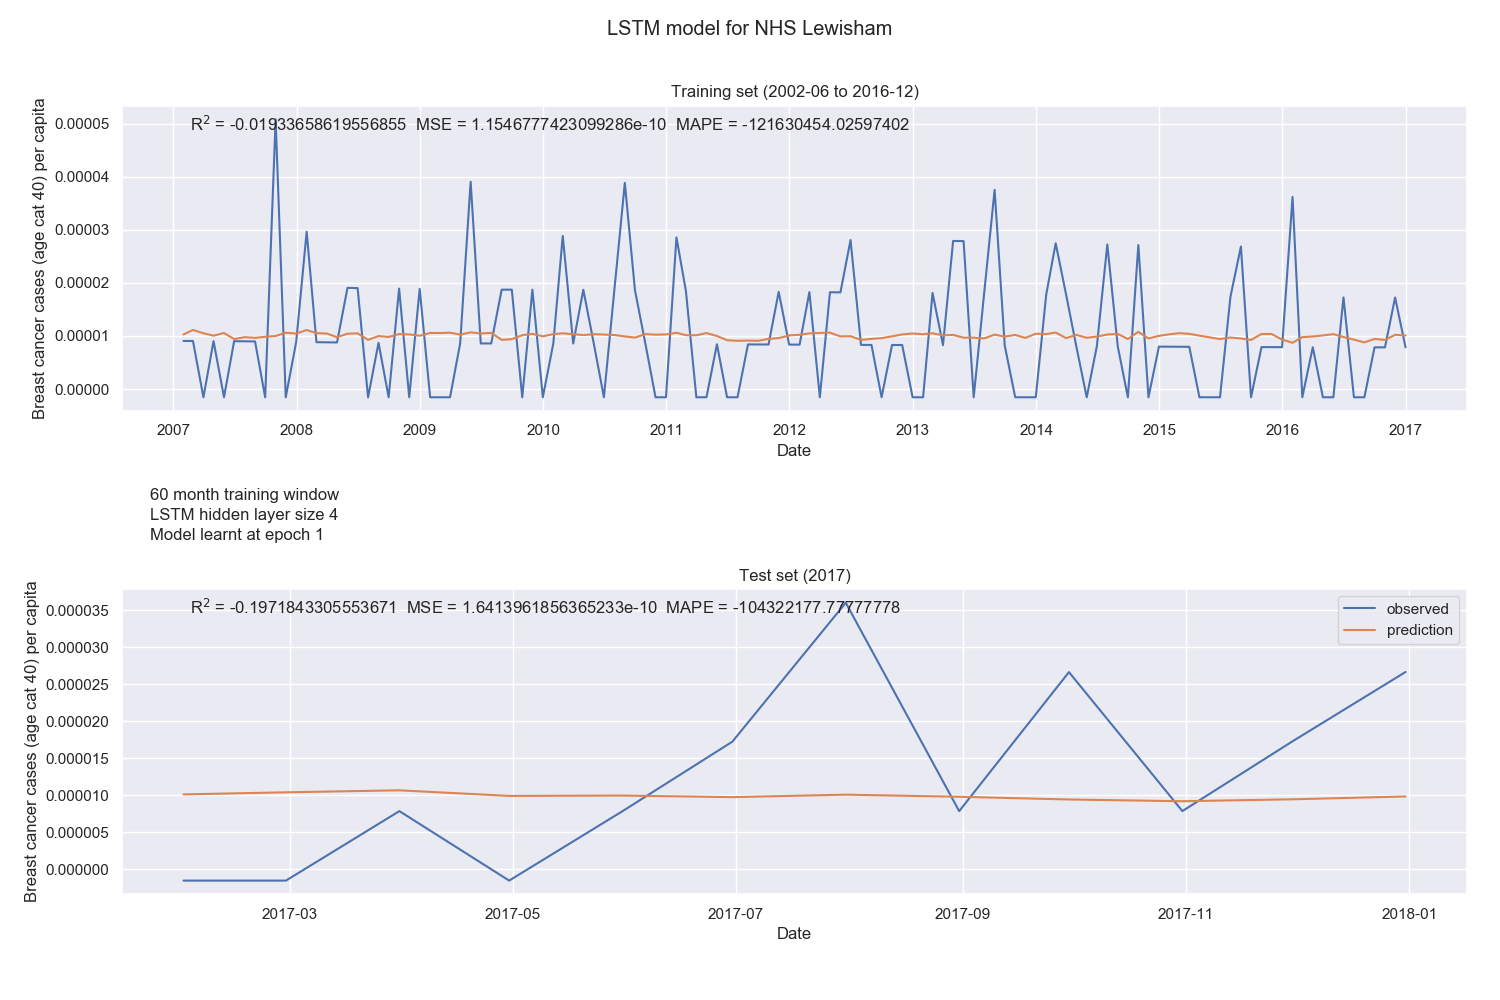 LSTM model for NHS Lewisham
Training set (2002-06 to 2016-12)
R² = -0.01933658619556855 MSE = 1.1546777423099286e-10 MAPE = -121630454.02597402
Breast cancer cases (age cat 40) per capita
0.00005
0.00004
0.00003
0.00002
0.00001
0.00000
2007 2008 2009 2010 2011 2012 2013 2014 2015 2016 2017
Date
60 month training window
LSTM hidden layer size 4
Model learnt at epoch 1
Test set (2017)
R² = -0.1971843305553671 MSE = 1.6413961856365233e-10 MAPE = -104322177.77777778
observed
prediction
Breast cancer cases (age cat 40) per capita
0.000035
0.000030
0.000025
0.000020
0.000015
0.000010
0.000005
0.000000
2017-03 2017-05 2017-07 2017-09 2017-11 2018-01
Date